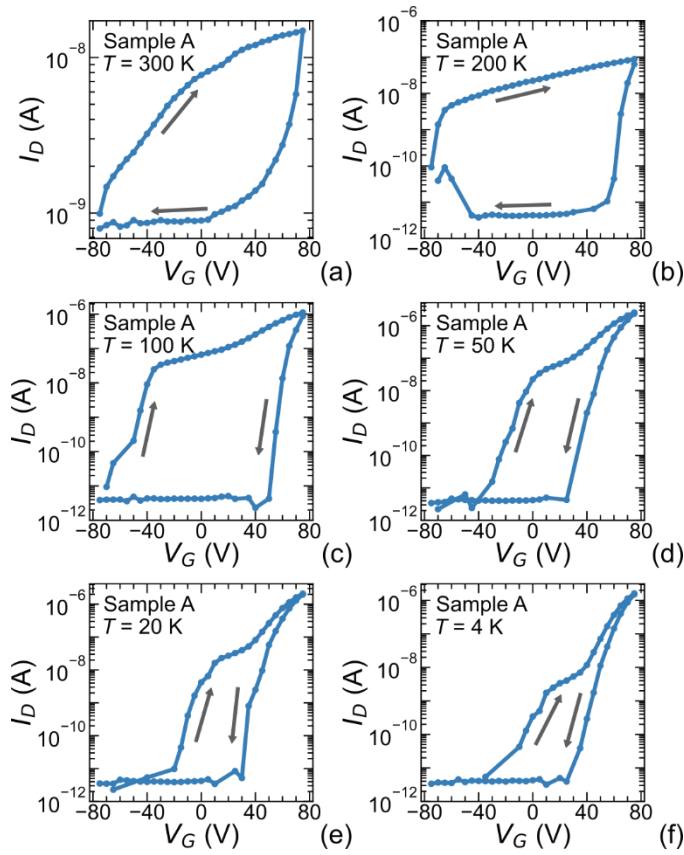 Sample A
T = 300 K
10⁻⁸
10⁻⁹
I_D (A)
−80 −40 0 40 80
V_G (V)
(a)
Sample A
T = 200 K
10⁻⁶
10⁻⁸
10⁻¹⁰
10⁻¹²
I_D (A)
−80 −40 0 40 80
V_G (V)
(b)
Sample A
T = 100 K
10⁻⁶
10⁻⁸
10⁻¹⁰
10⁻¹²
I_D (A)
−80 −40 0 40 80
V_G (V)
(c)
Sample A
T = 50 K
10⁻⁶
10⁻⁸
10⁻¹⁰
10⁻¹²
I_D (A)
−80 −40 0 40 80
V_G (V)
(d)
Sample A
T = 20 K
10⁻⁶
10⁻⁸
10⁻¹⁰
10⁻¹²
I_D (A)
−80 −40 0 40 80
V_G (V)
(e)
Sample A
T = 4 K
10⁻⁶
10⁻⁸
10⁻¹⁰
10⁻¹²
I_D (A)
−80 −40 0 40 80
V_G (V)
(f)